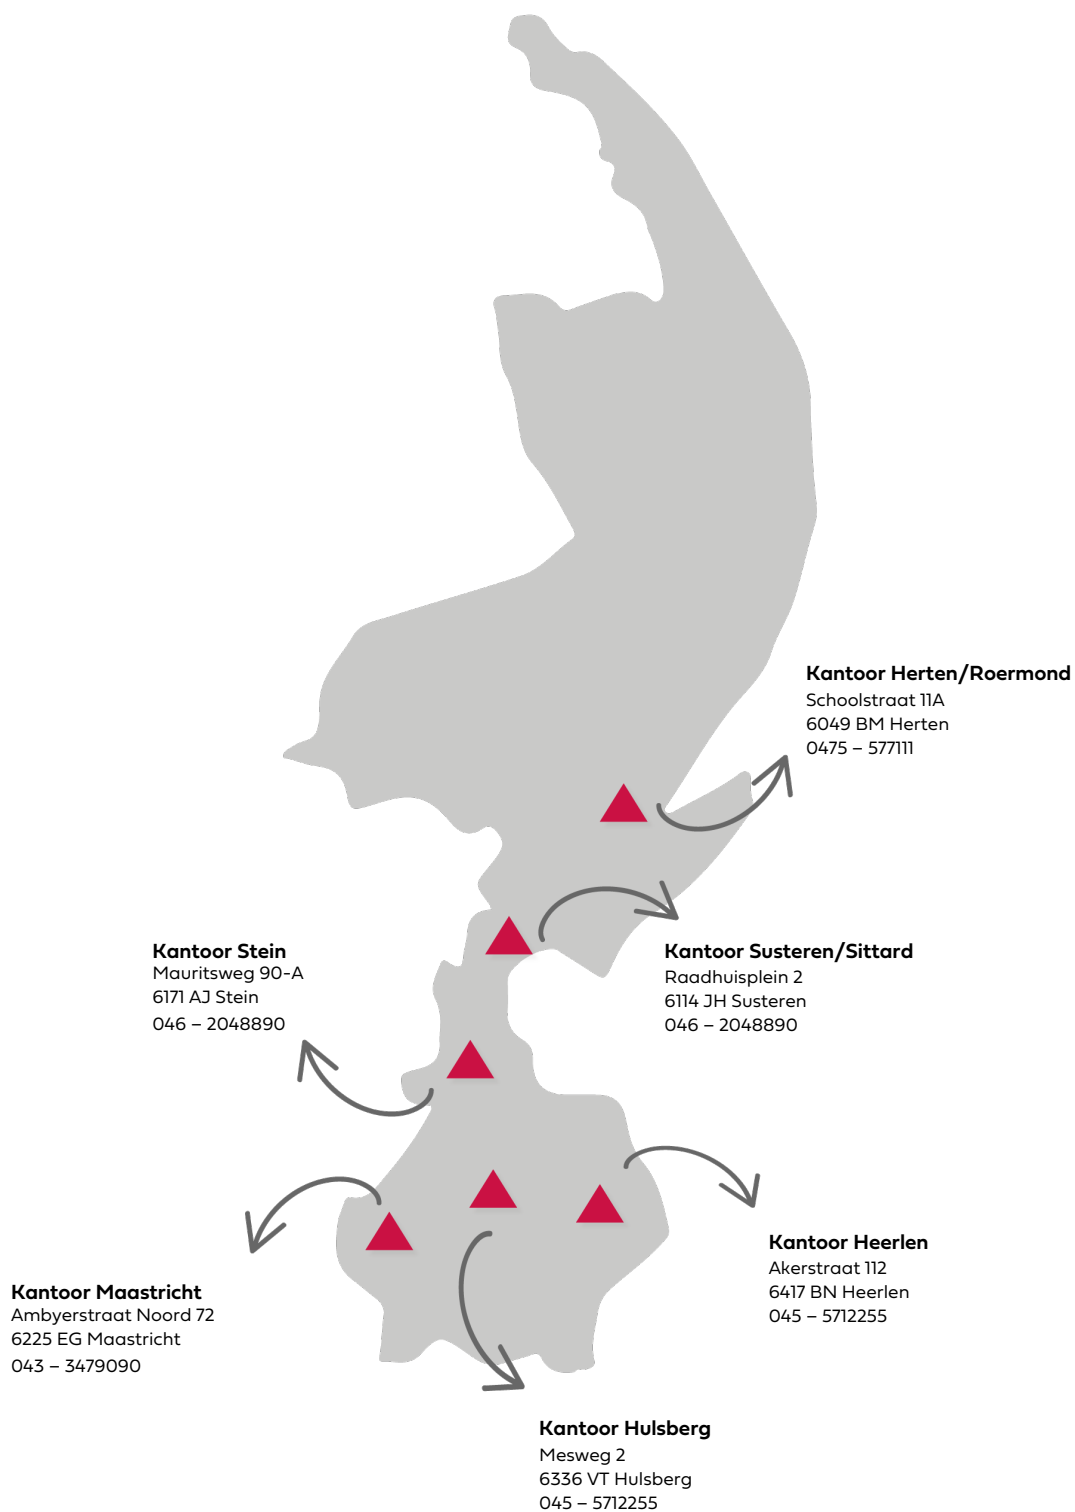 Kantoor Herten/Roermond
Schoolstraat 11A
6049 BM Herten
0475 – 577111
Kantoor Stein
Mauritsweg 90-A
6171 AJ Stein
046 – 2048890
Kantoor Susteren/Sittard
Raadhuisplein 2
6114 JH Susteren
046 – 2048890
Kantoor Maastricht
Ambyerstraat Noord 72
6225 EG Maastricht
043 – 3479090
Kantoor Heerlen
Akerstraat 112
6417 BN Heerlen
045 – 5712255
Kantoor Hulsberg
Mesweg 2
6336 VT Hulsberg
045 – 5712255